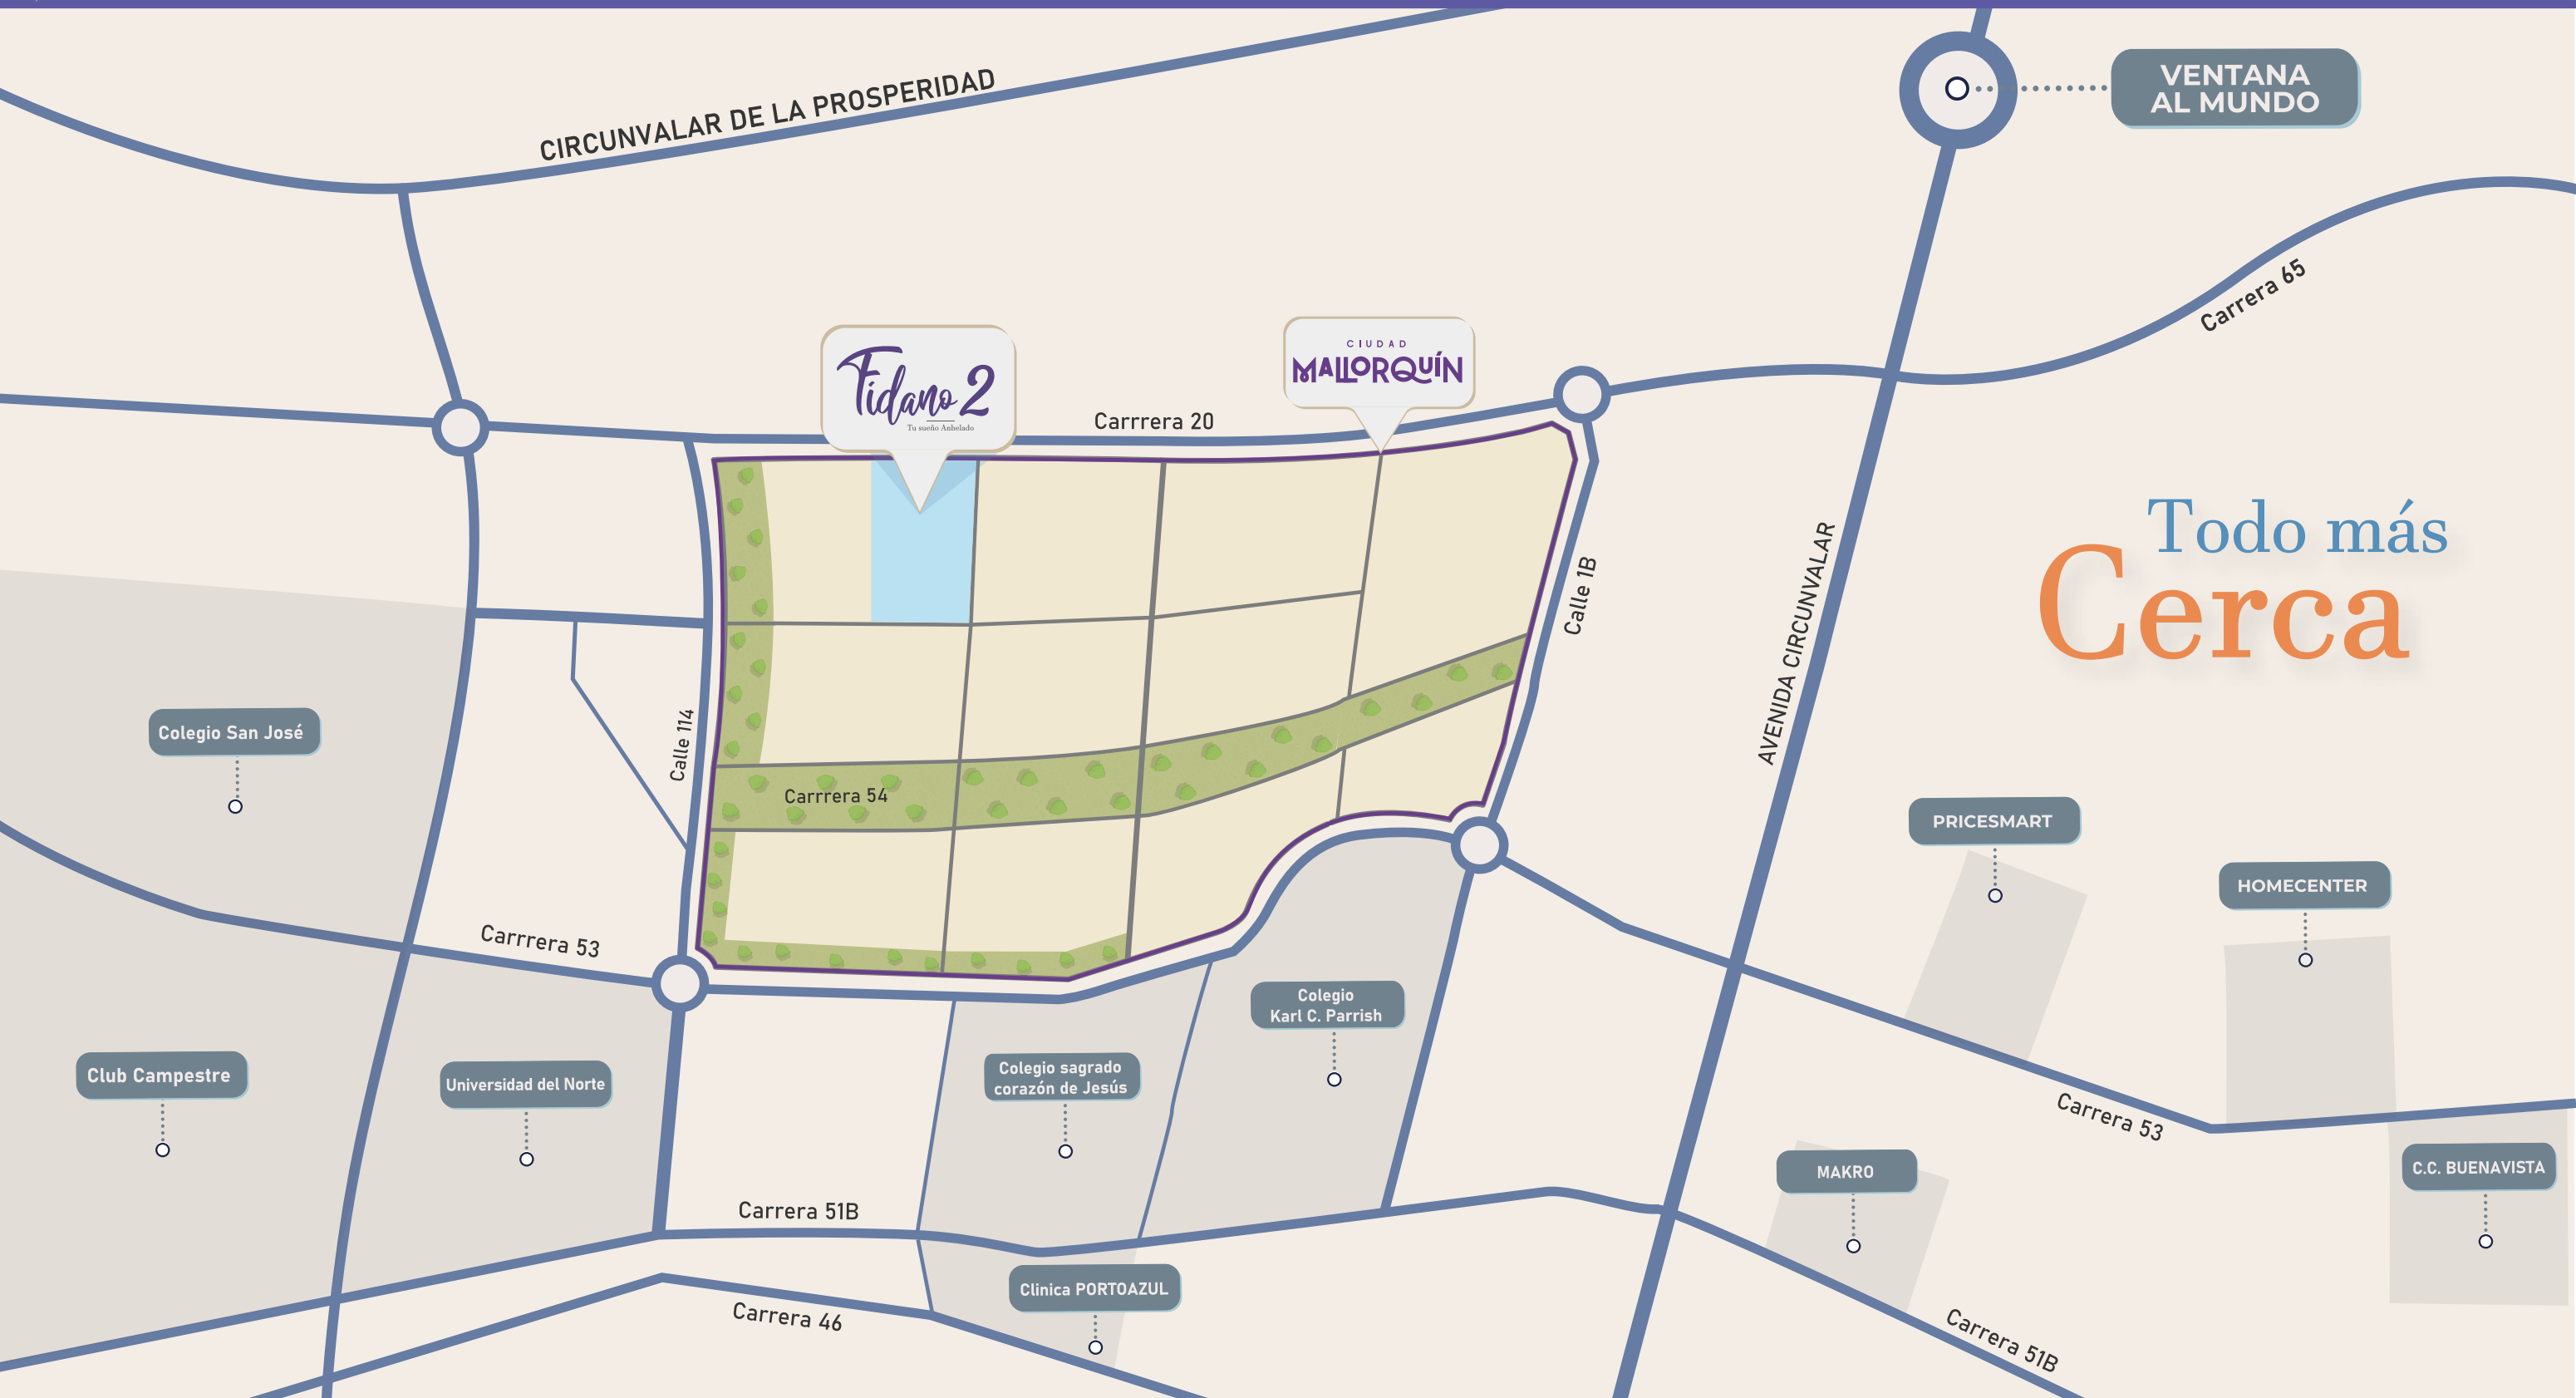 CIRCUNVALAR DE LA PROSPERIDAD
VENTANA
AL MUNDO
Carrera 65
Fidano 2
Tu sueño Anhelado
CIUDAD
MALLORQUÍN
Carrrera 20
Todo más
Cerca
Calle 1B
AVENIDA CIRCUNVALAR
Colegio San José
Calle 114
Carrrera 54
PRICESMART
HOMECENTER
Carrrera 53
Colegio
Karl C. Parrish
Club Campestre
Universidad del Norte
Colegio sagrado
corazón de Jesús
Carrera 53
MAKRO
C.C. BUENAVISTA
Carrera 51B
Clinica PORTOAZUL
Carrera 46
Carrera 51B